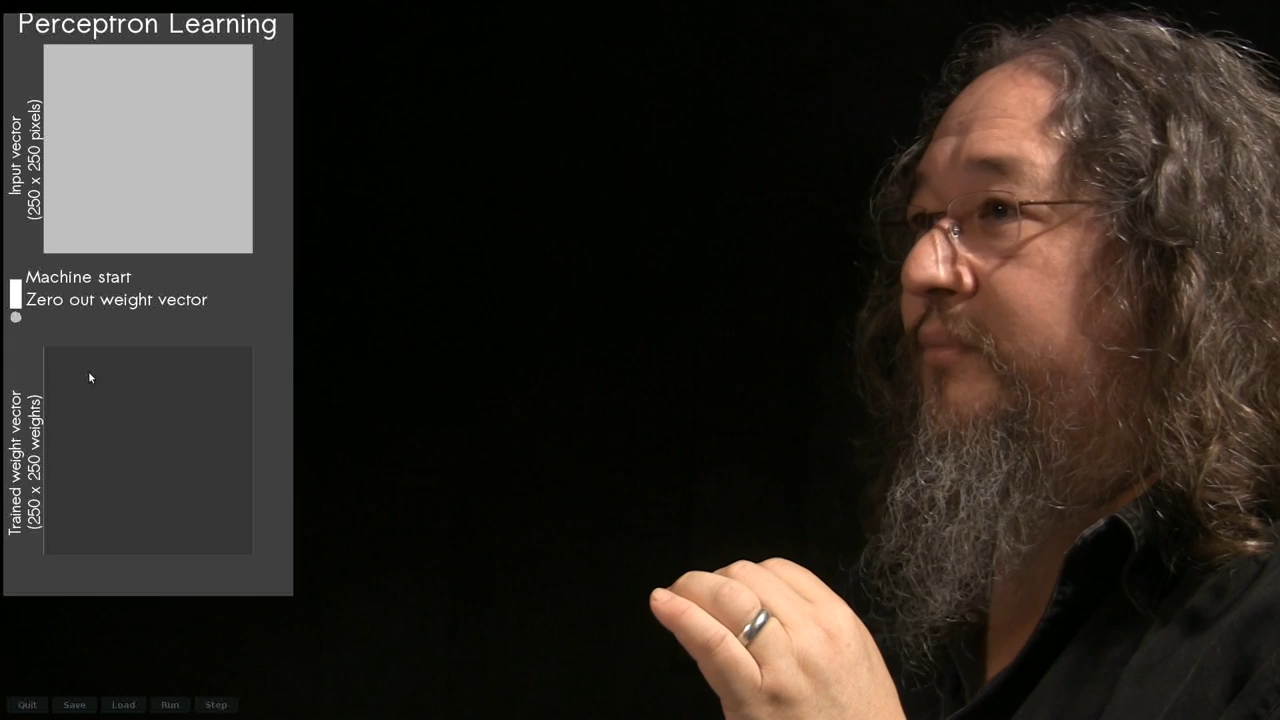 Perceptron Learning
Input vector
(250 x 250 pixels)
Machine start
Zero out weight vector
Trained weight vector
(250 x 250 weights)
Quit
Save
Load
Run
Step